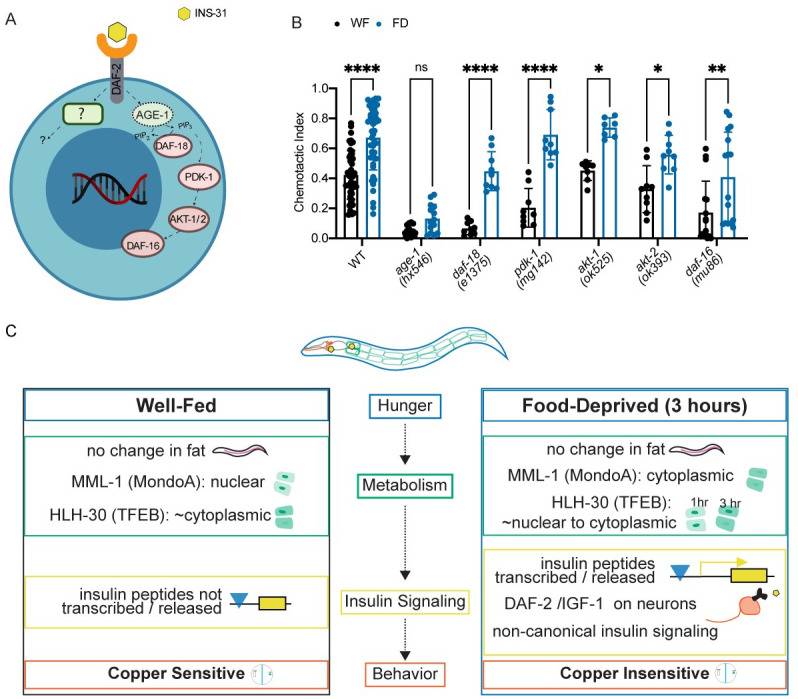 A
INS-31
DAF-2
?
?
AGE-1
PIP2
PIP3
DAF-18
PDK-1
AKT-1/2
DAF-16
B
WF
FD
Chemotactic Index
1.0
0.8
0.6
0.4
0.2
0.0
****
ns
****
****
*
*
**
WT
age-1
(hx546)
daf-18
(e1375)
pdk-1
(mg142)
akt-1
(ok525)
akt-2
(ok393)
daf-16
(mu86)
C
Well-Fed
no change in fat
MML-1 (MondoA): nuclear
HLH-30 (TFEB): ~cytoplasmic
insulin peptides not
transcribed / released
Copper Sensitive
Hunger
Metabolism
Insulin Signaling
Behavior
Food-Deprived (3 hours)
no change in fat
MML-1 (MondoA): cytoplasmic
HLH-30 (TFEB): 1hr 3 hr
~nuclear to cytoplasmic
insulin peptides
transcribed / released
DAF-2 /IGF-1 on neurons
non-canonical insulin signaling
Copper Insensitive